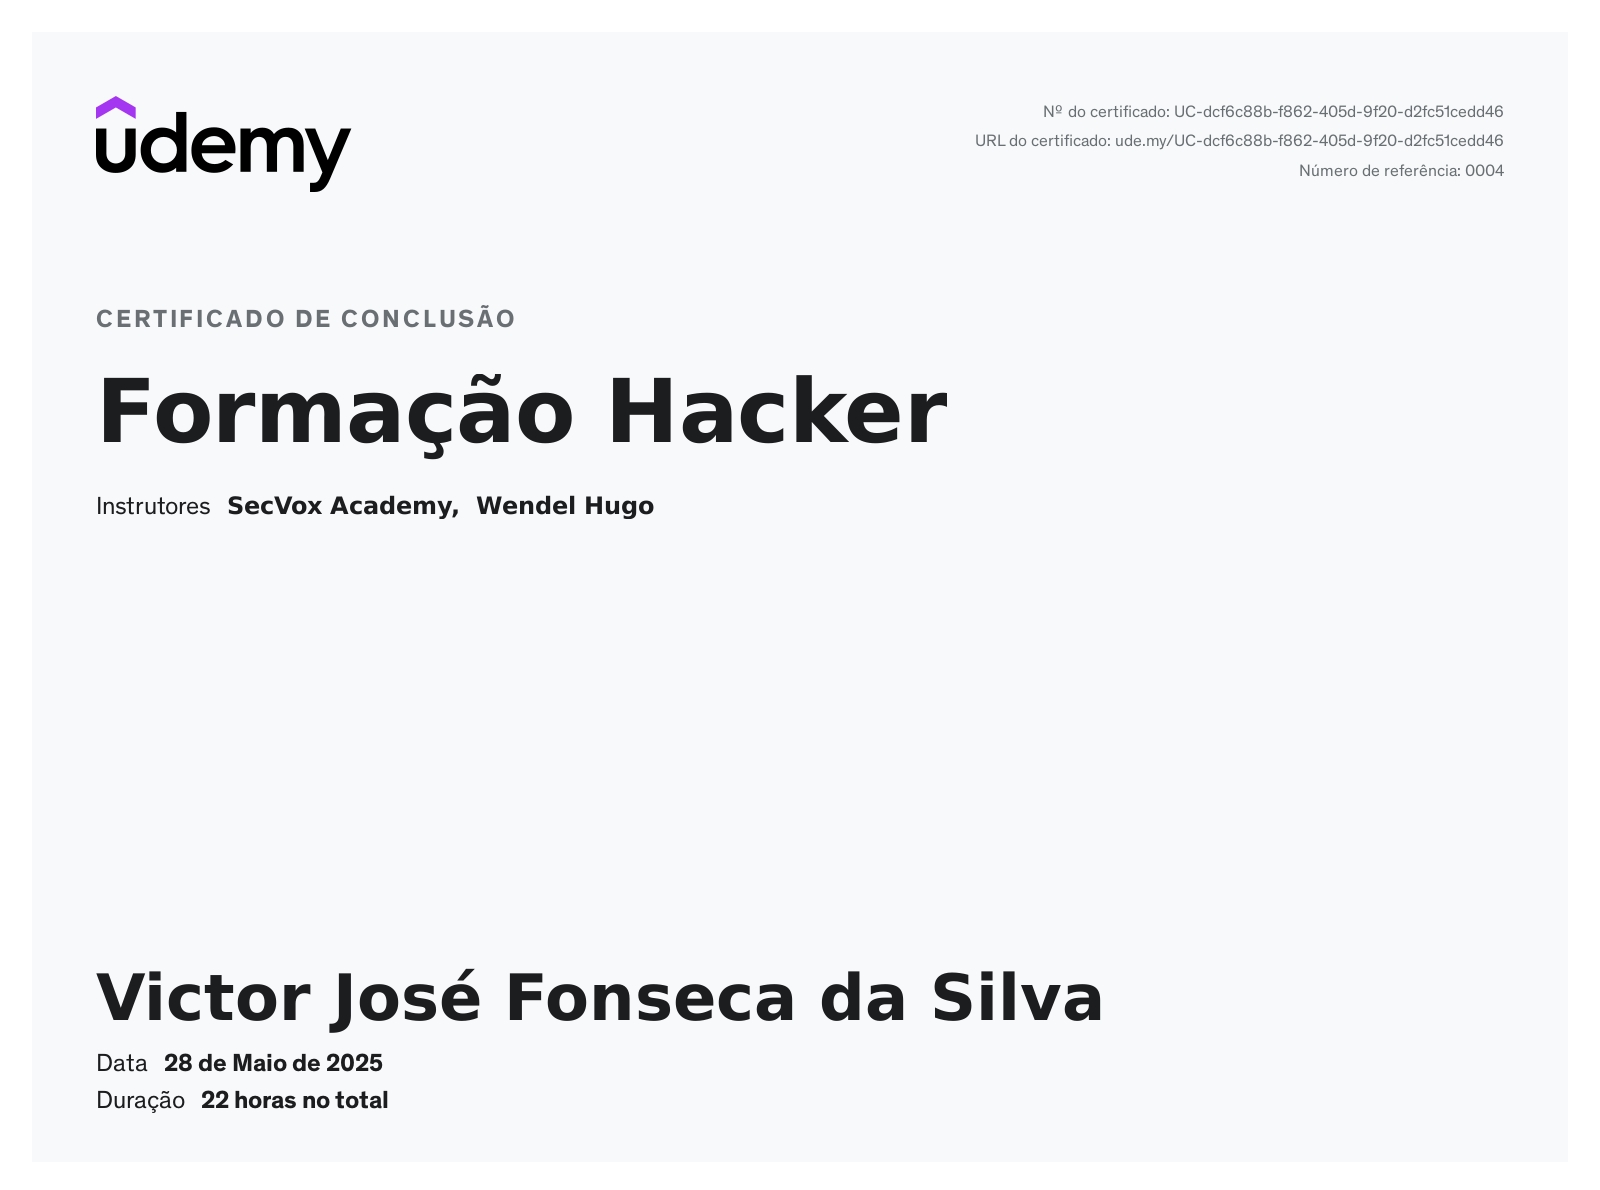 udemy
Nº do certificado: UC-dcf6c88b-f862-405d-9f20-d2fc51cedd46
URL do certificado: ude.my/UC-dcf6c88b-f862-405d-9f20-d2fc51cedd46
Número de referência: 0004
CERTIFICADO DE CONCLUSÃO
Formação Hacker
Instrutores SecVox Academy, Wendel Hugo
Victor José Fonseca da Silva
Data 28 de Maio de 2025
Duração 22 horas no total